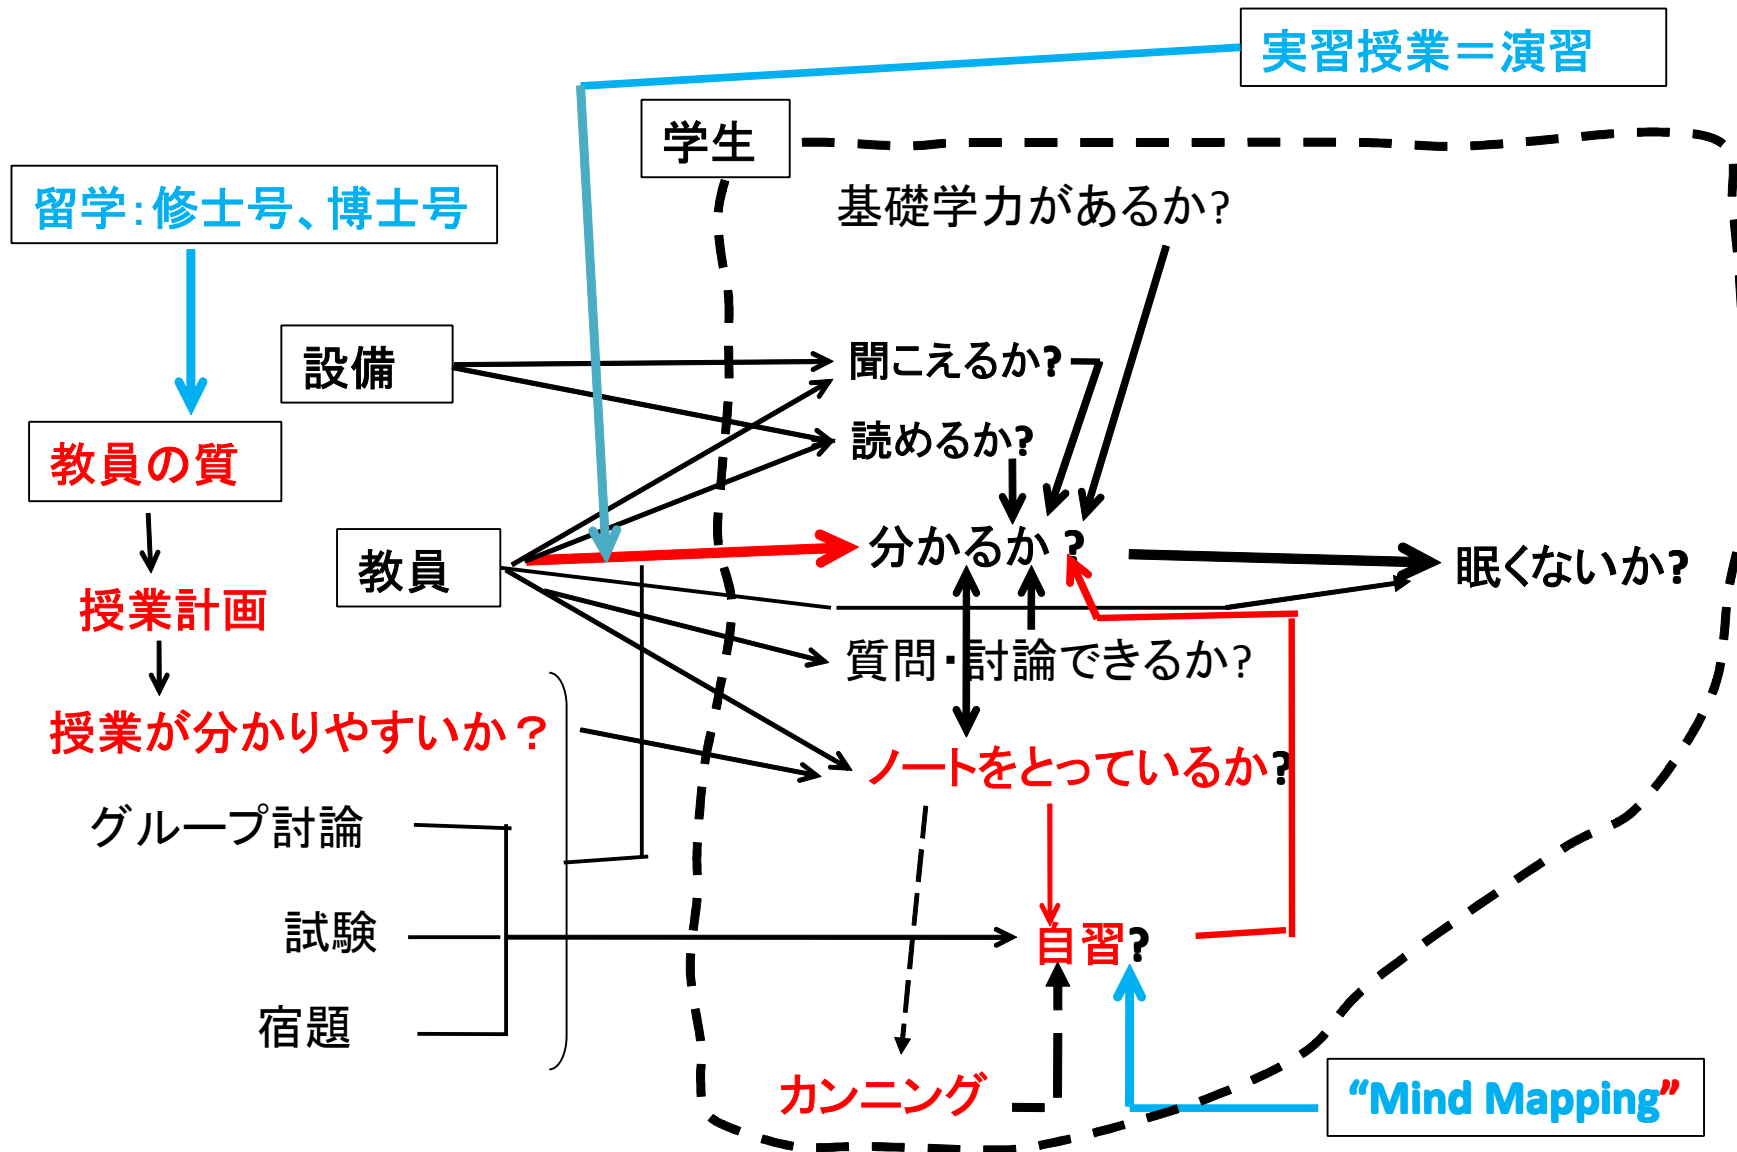 実習授業＝演習
学生
留学：修士号、博士号
基礎学力があるか?
設備
聞こえるか?
読めるか?
教員の質
教員
分かるか?
眠くないか?
授業計画
質問・討論できるか?
授業が分かりやすいか？
ノートをとっているか?
グループ討論
試験
自習?
宿題
カンニング
“Mind Mapping”